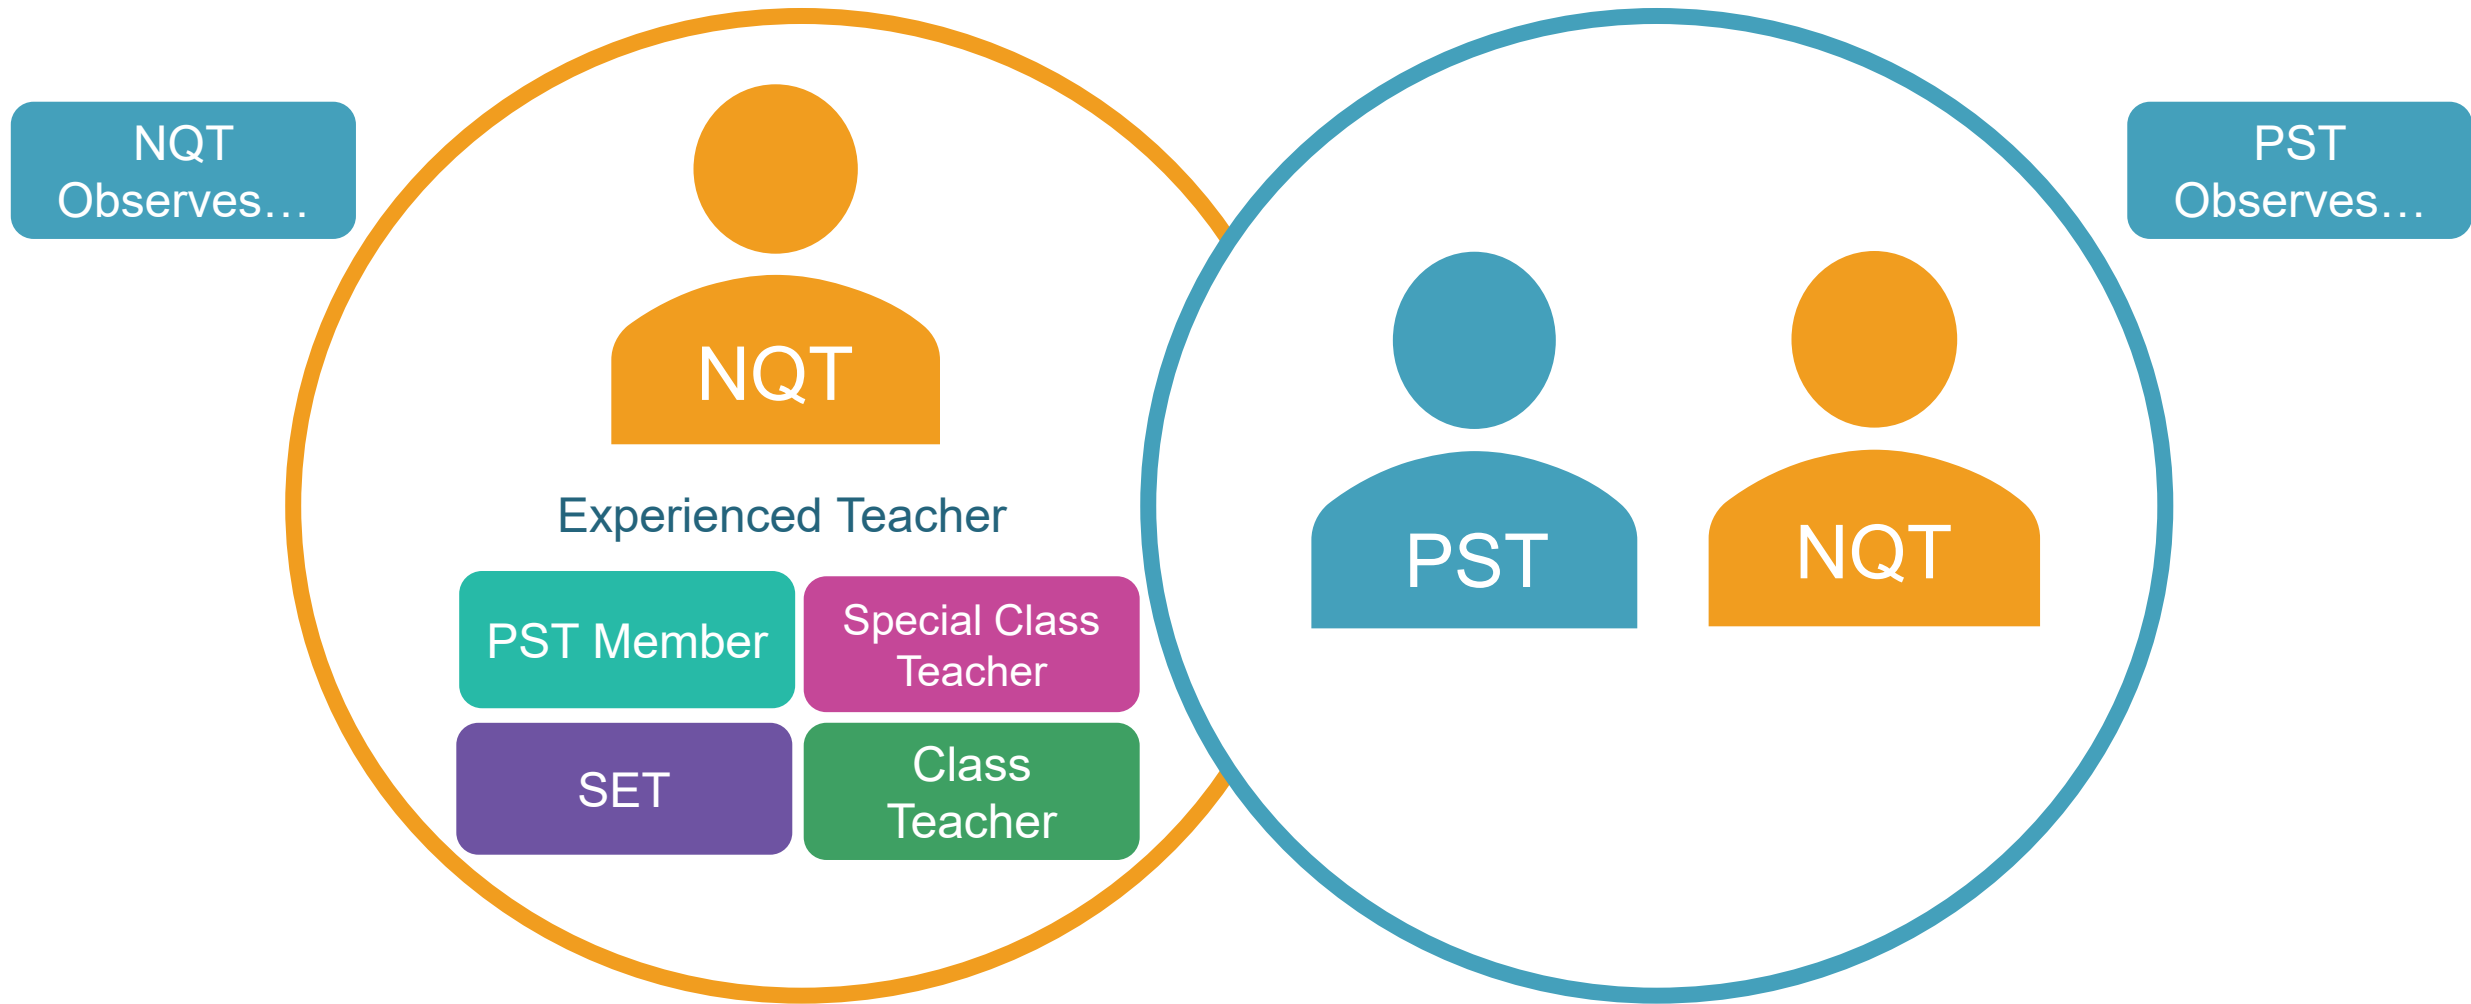 NQT
Observes…
NQT
Experienced Teacher
PST Member
Special Class
Teacher
SET
Class
Teacher
PST
Observes…
PST
NQT